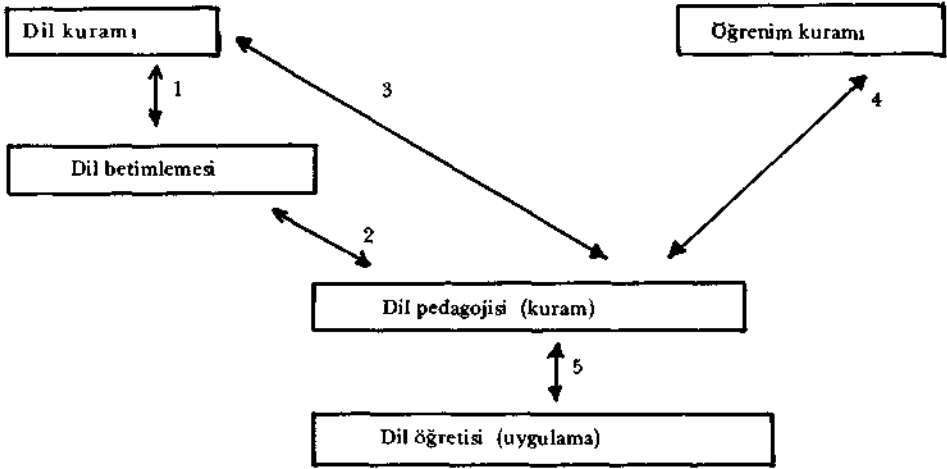 Dil kuramı
Öğrenim kuramı
1
3
4
Dil betimlemesi
2
Dil pedagojisi (kuram)
5
Dil öğretisi (uygulama)